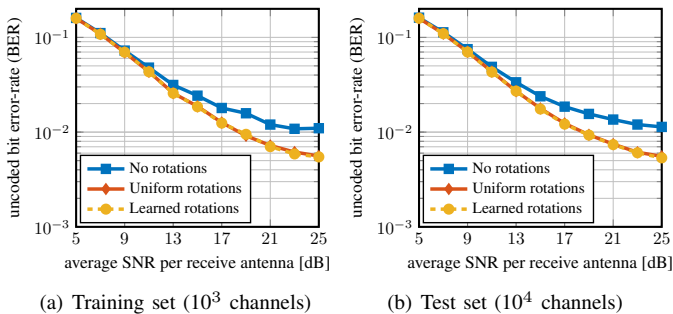 uncoded bit error-rate (BER)
10^{-1}
10^{-2}
10^{-3}
No rotations
Uniform rotations
Learned rotations
5 9 13 17 21 25
average SNR per receive antenna [dB]
(a) Training set (10^3 channels)
uncoded bit error-rate (BER)
10^{-1}
10^{-2}
10^{-3}
No rotations
Uniform rotations
Learned rotations
5 9 13 17 21 25
average SNR per receive antenna [dB]
(b) Test set (10^4 channels)